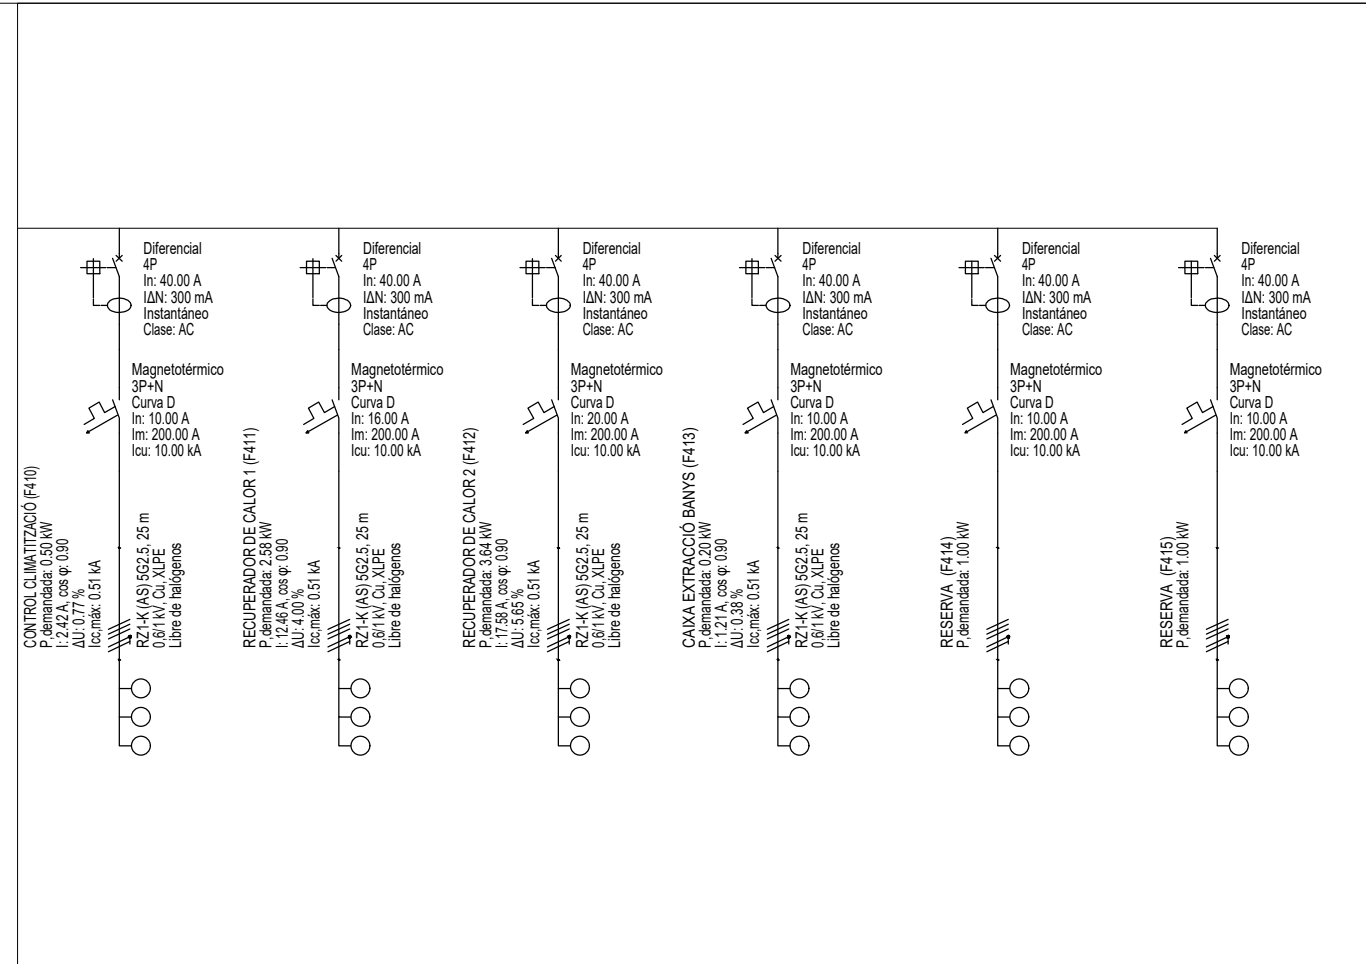 Diferencial
4P
In: 40.00 A
IΔN: 300 mA
Instantáneo
Clase: AC
Magnetotérmico
3P+N
Curva D
In: 10.00 A
Im: 200.00 A
Icu: 10.00 kA
CONTROL CLIMATITZACIÓ (F410)
P,demandada: 0.50 kW
I: 2.42 A, cos φ: 0.90
ΔU: 0.77 %
Icc,máx: 0.51 kA
RZ1-K (AS) 5G2.5, 25 m
0,6/1 kV, Cu, XLPE
Libre de halógenos
Diferencial
4P
In: 40.00 A
IΔN: 300 mA
Instantáneo
Clase: AC
Magnetotérmico
3P+N
Curva D
In: 16.00 A
Im: 200.00 A
Icu: 10.00 kA
RECUPERADOR DE CALOR 1 (F411)
P,demandada: 2.58 kW
I: 12.46 A, cos φ: 0.90
ΔU: 4.00 %
Icc,máx: 0.51 kA
RZ1-K (AS) 5G2.5, 25 m
0,6/1 kV, Cu, XLPE
Libre de halógenos
Diferencial
4P
In: 40.00 A
IΔN: 300 mA
Instantáneo
Clase: AC
Magnetotérmico
3P+N
Curva D
In: 20.00 A
Im: 200.00 A
Icu: 10.00 kA
RECUPERADOR DE CALOR 2 (F412)
P,demandada: 3.64 kW
I: 17.58 A, cos φ: 0.90
ΔU: 5.65 %
Icc,máx: 0.51 kA
RZ1-K (AS) 5G2.5, 25 m
0,6/1 kV, Cu, XLPE
Libre de halógenos
Diferencial
4P
In: 40.00 A
IΔN: 300 mA
Instantáneo
Clase: AC
Magnetotérmico
3P+N
Curva D
In: 10.00 A
Im: 200.00 A
Icu: 10.00 kA
CAIXA EXTRACCIÓ BANYS (F413)
P,demandada: 0.20 kW
I: 1.21 A, cos φ: 0.90
ΔU: 0.38 %
Icc,máx: 0.51 kA
RZ1-K (AS) 5G2.5, 25 m
0,6/1 kV, Cu, XLPE
Libre de halógenos
Diferencial
4P
In: 40.00 A
IΔN: 300 mA
Instantáneo
Clase: AC
Magnetotérmico
3P+N
Curva D
In: 10.00 A
Im: 200.00 A
Icu: 10.00 kA
RESERVA (F414)
P,demandada: 1.00 kW
Diferencial
4P
In: 40.00 A
IΔN: 300 mA
Instantáneo
Clase: AC
Magnetotérmico
3P+N
Curva D
In: 10.00 A
Im: 200.00 A
Icu: 10.00 kA
RESERVA (F415)
P,demandada: 1.00 kW